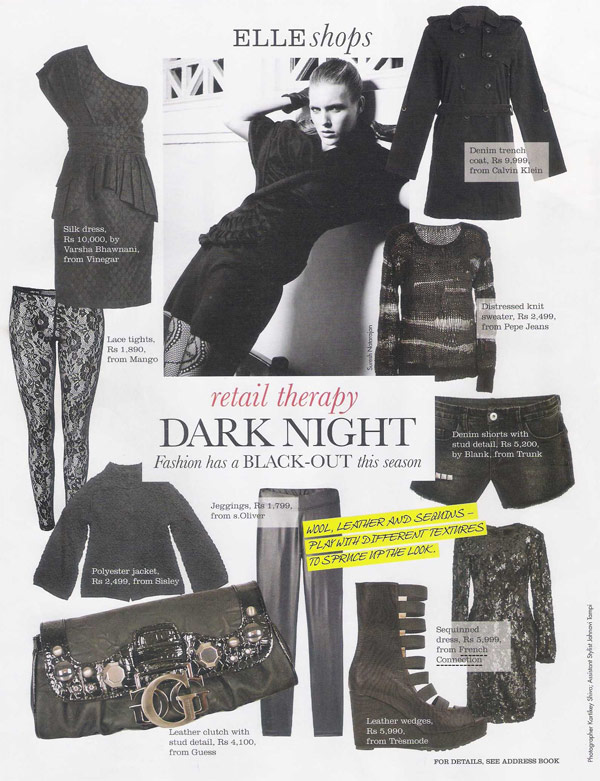 ELLE shops
Denim trench
coat, Rs 9,999,
from Calvin Klein
Silk dress,
Rs 10,000, by
Varsha Bhawnani,
from Vinegar
Distressed knit
sweater, Rs 2,499,
from Pepe Jeans
Lace tights,
Rs 1,890,
from Mango
Suresh Natarajan
retail therapy
DARK NIGHT
Fashion has a BLACK-OUT this season
Denim shorts with
stud detail, Rs 5,200,
by Blank, from Trunk
Jeggings, Rs 1,799,
from s.Oliver
WOOL, LEATHER AND SEQUINS –
PLAY WITH DIFFERENT TEXTURES
TO SPRUCE UP THE LOOK.
Polyester jacket,
Rs 2,499, from Sisley
Sequinned
dress, Rs 5,999,
from French
Connection
G
Leather clutch with
stud detail, Rs 4,100,
from Guess
Leather wedges,
Rs 5,990,
from Trèsmode
FOR DETAILS, SEE ADDRESS BOOK
Photographer Kartikey Shiva; Assistant Stylist Jahnavi Tampi